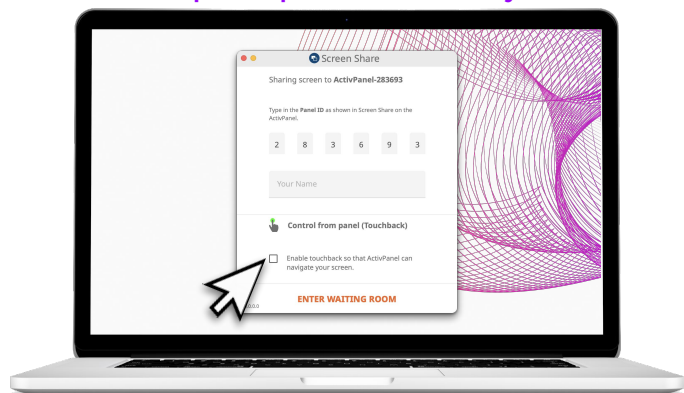 Screen Share
Sharing screen to ActivPanel-283693
Type in the Panel ID as shown in Screen Share on the
ActivPanel.
2 8 3 6 9 3
Your Name
Control from panel (Touchback)
Enable touchback so that ActivPanel can
navigate your screen.
ENTER WAITING ROOM